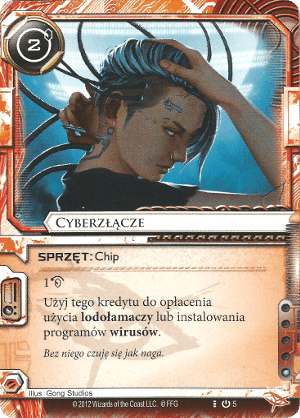 2
CYBERZŁĄCZE
SPRZĘT: Chip
1
Użyj tego kredytu do opłacenia
użycia lodołamaczy lub instalowania
programów wirusów.
Bez niego czuję się jak naga.
Illus. Gong Studios
© 2012 Wizards of the Coast LLC. © FFG
5